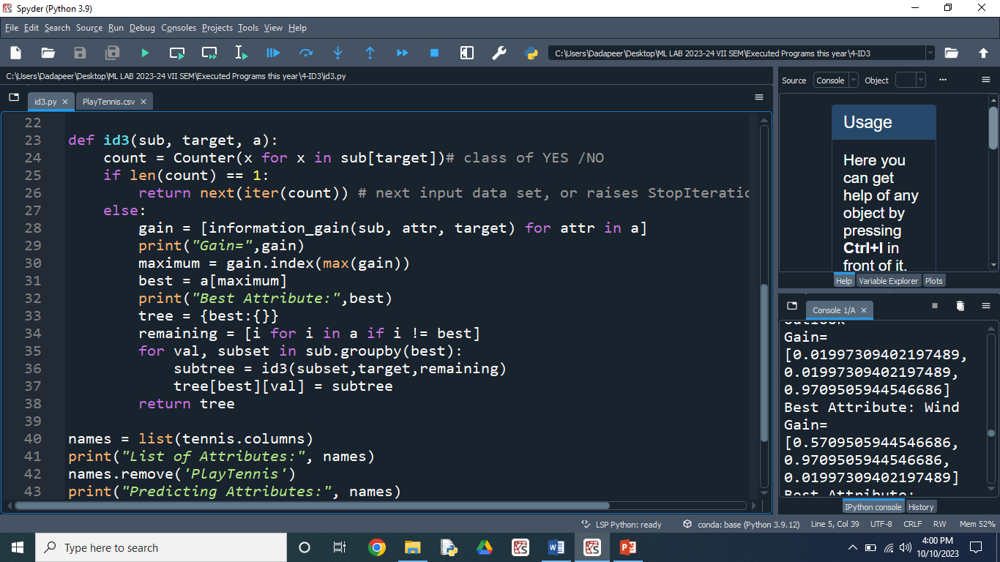 Spyder (Python 3.9)
File Edit Search Source Run Debug Consoles Projects Tools View Help
C:\Users\Dadapeer\Desktop\ML LAB 2023-24 VII SEM\Executed Programs this year\4-ID3
C:\Users\Dadapeer\Desktop\ML LAB 2023-24 VII SEM\Executed Programs this year\4-ID3\id3.py
id3.py PlayTennis.csv
22
23 def id3(sub, target, a):
24 count = Counter(x for x in sub[target])# class of YES /NO
25 if len(count) == 1:
26 return next(iter(count)) # next input data set, or raises StopIteratio
27 else:
28 gain = [information_gain(sub, attr, target) for attr in a]
29 print("Gain=",gain)
30 maximum = gain.index(max(gain))
31 best = a[maximum]
32 print("Best Attribute:",best)
33 tree = {best:{}}
34 remaining = [i for i in a if i != best]
35 for val, subset in sub.groupby(best):
36 subtree = id3(subset,target,remaining)
37 tree[best][val] = subtree
38 return tree
39
40 names = list(tennis.columns)
41 print("List of Attributes:", names)
42 names.remove('PlayTennis')
43 print("Predicting Attributes:", names)
Source Console Object
Usage
Here you
can get
help of any
object by
pressing
Ctrl+I in
front of it.
Help Variable Explorer Plots
Console 1/A
Outlook
Gain=
[0.01997309402197489,
0.01997309402197489,
0.9709505944546686]
Best Attribute: Wind
Gain=
[0.5709505944546686,
0.9709505944546686,
0.01997309402197489]
Best Attribute:
IPython console History
LSP Python: ready conda: base (Python 3.9.12) Line 5, Col 39 UTF-8 CRLF RW Mem 52%
Type here to search
4:00 PM
10/10/2023